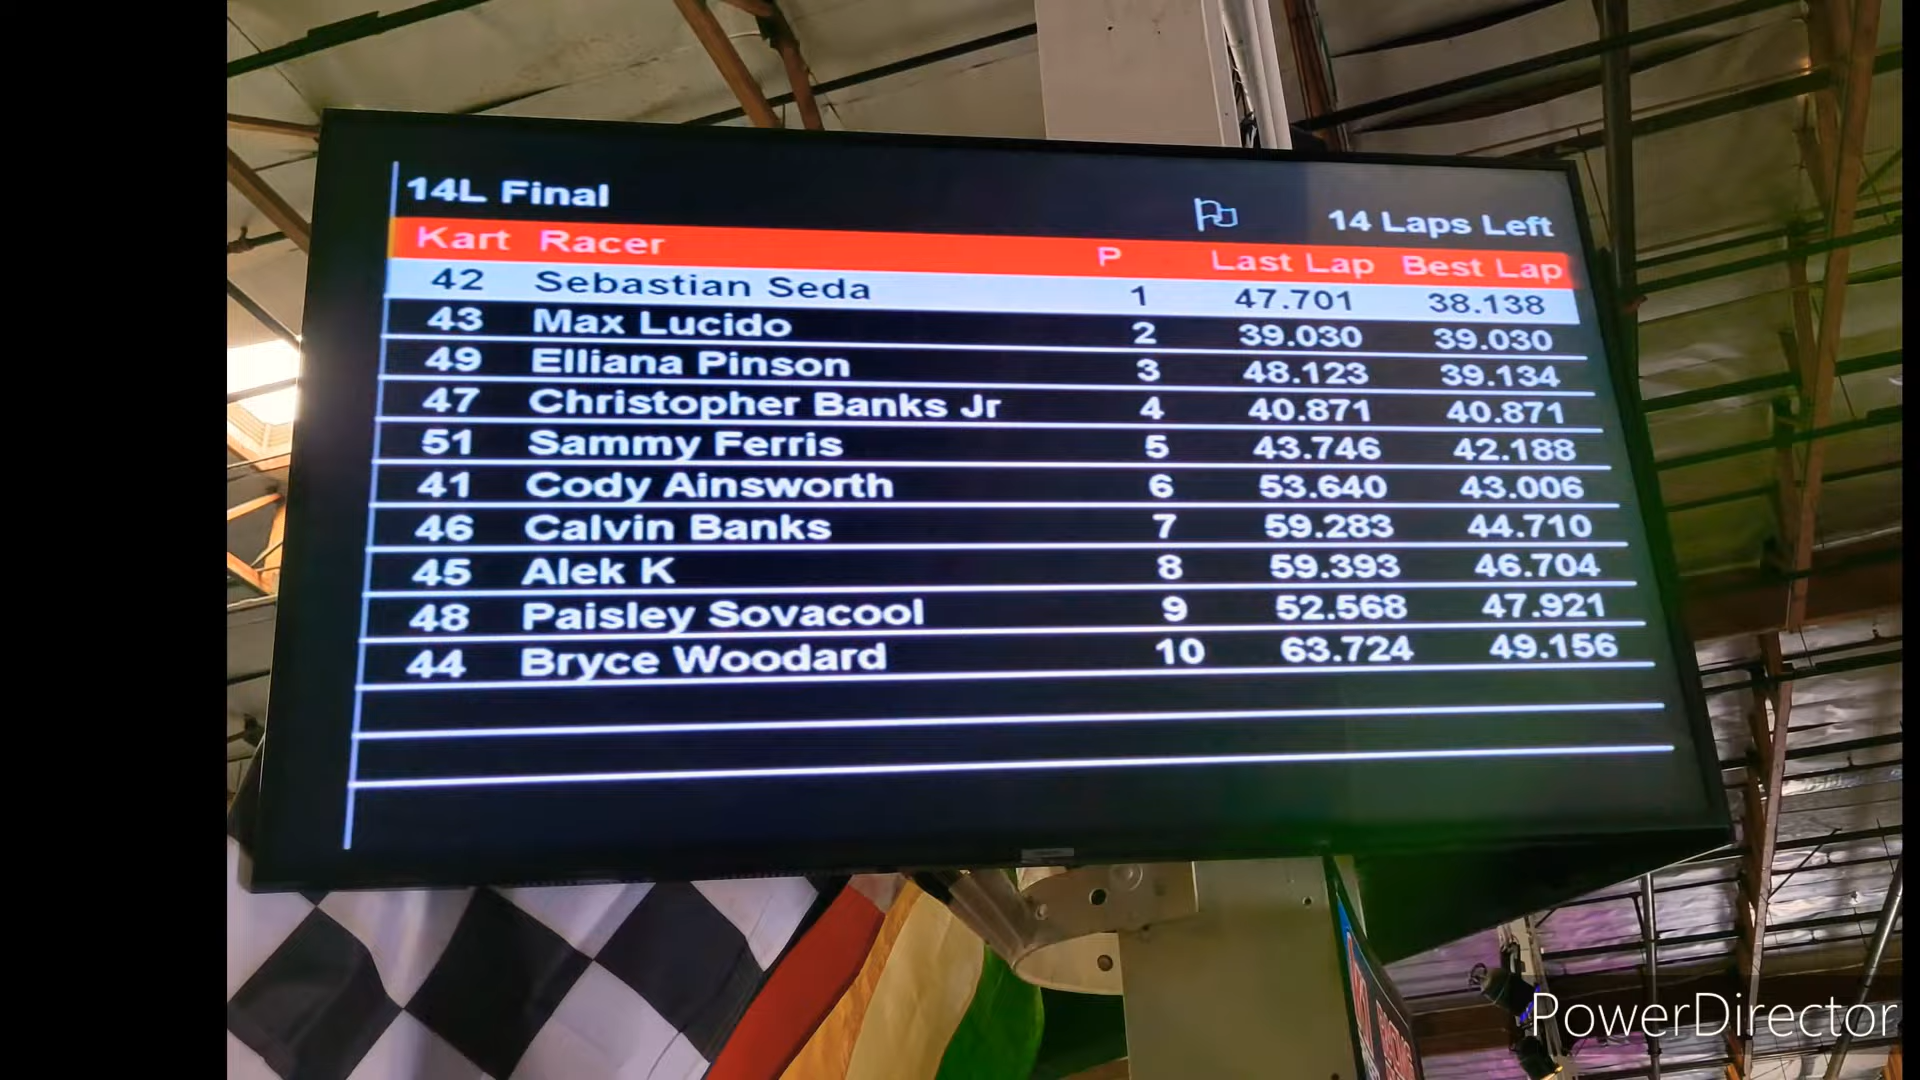 14L Final 14 Laps Left
Kart Racer P Last Lap Best Lap
42 Sebastian Seda 1 47.701 38.138
43 Max Lucido 2 39.030 39.030
49 Elliana Pinson 3 48.123 39.134
47 Christopher Banks Jr 4 40.871 40.871
51 Sammy Ferris 5 43.746 42.188
41 Cody Ainsworth 6 53.640 43.006
46 Calvin Banks 7 59.283 44.710
45 Alek K 8 59.393 46.704
48 Paisley Sovacool 9 52.568 47.921
44 Bryce Woodard 10 63.724 49.156
PowerDirector